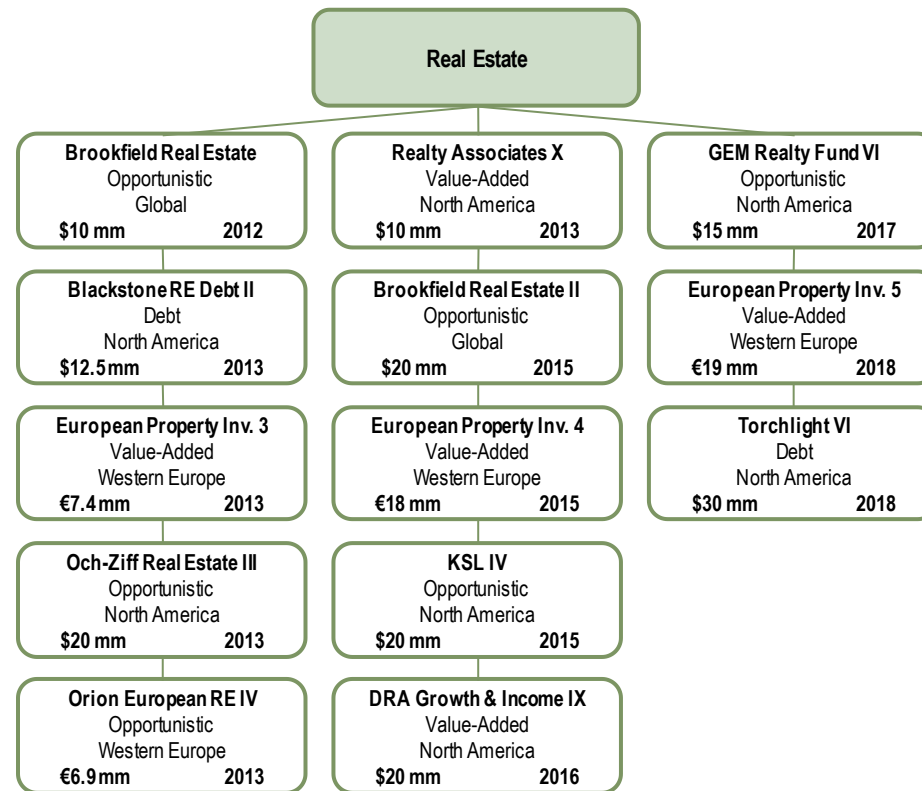 Real Estate
Brookfield Real Estate
Opportunistic
Global
$10 mm 2012
Blackstone RE Debt II
Debt
North America
$12.5 mm 2013
European Property Inv. 3
Value-Added
Western Europe
€7.4 mm 2013
Och-Ziff Real Estate III
Opportunistic
North America
$20 mm 2013
Orion European RE IV
Opportunistic
Western Europe
€6.9 mm 2013
Realty Associates X
Value-Added
North America
$10 mm 2013
Brookfield Real Estate II
Opportunistic
Global
$20 mm 2015
European Property Inv. 4
Value-Added
Western Europe
€18 mm 2015
KSL IV
Opportunistic
North America
$20 mm 2015
DRA Growth & Income IX
Value-Added
North America
$20 mm 2016
GEM Realty Fund VI
Opportunistic
North America
$15 mm 2017
European Property Inv. 5
Value-Added
Western Europe
€19 mm 2018
Torchlight VI
Debt
North America
$30 mm 2018